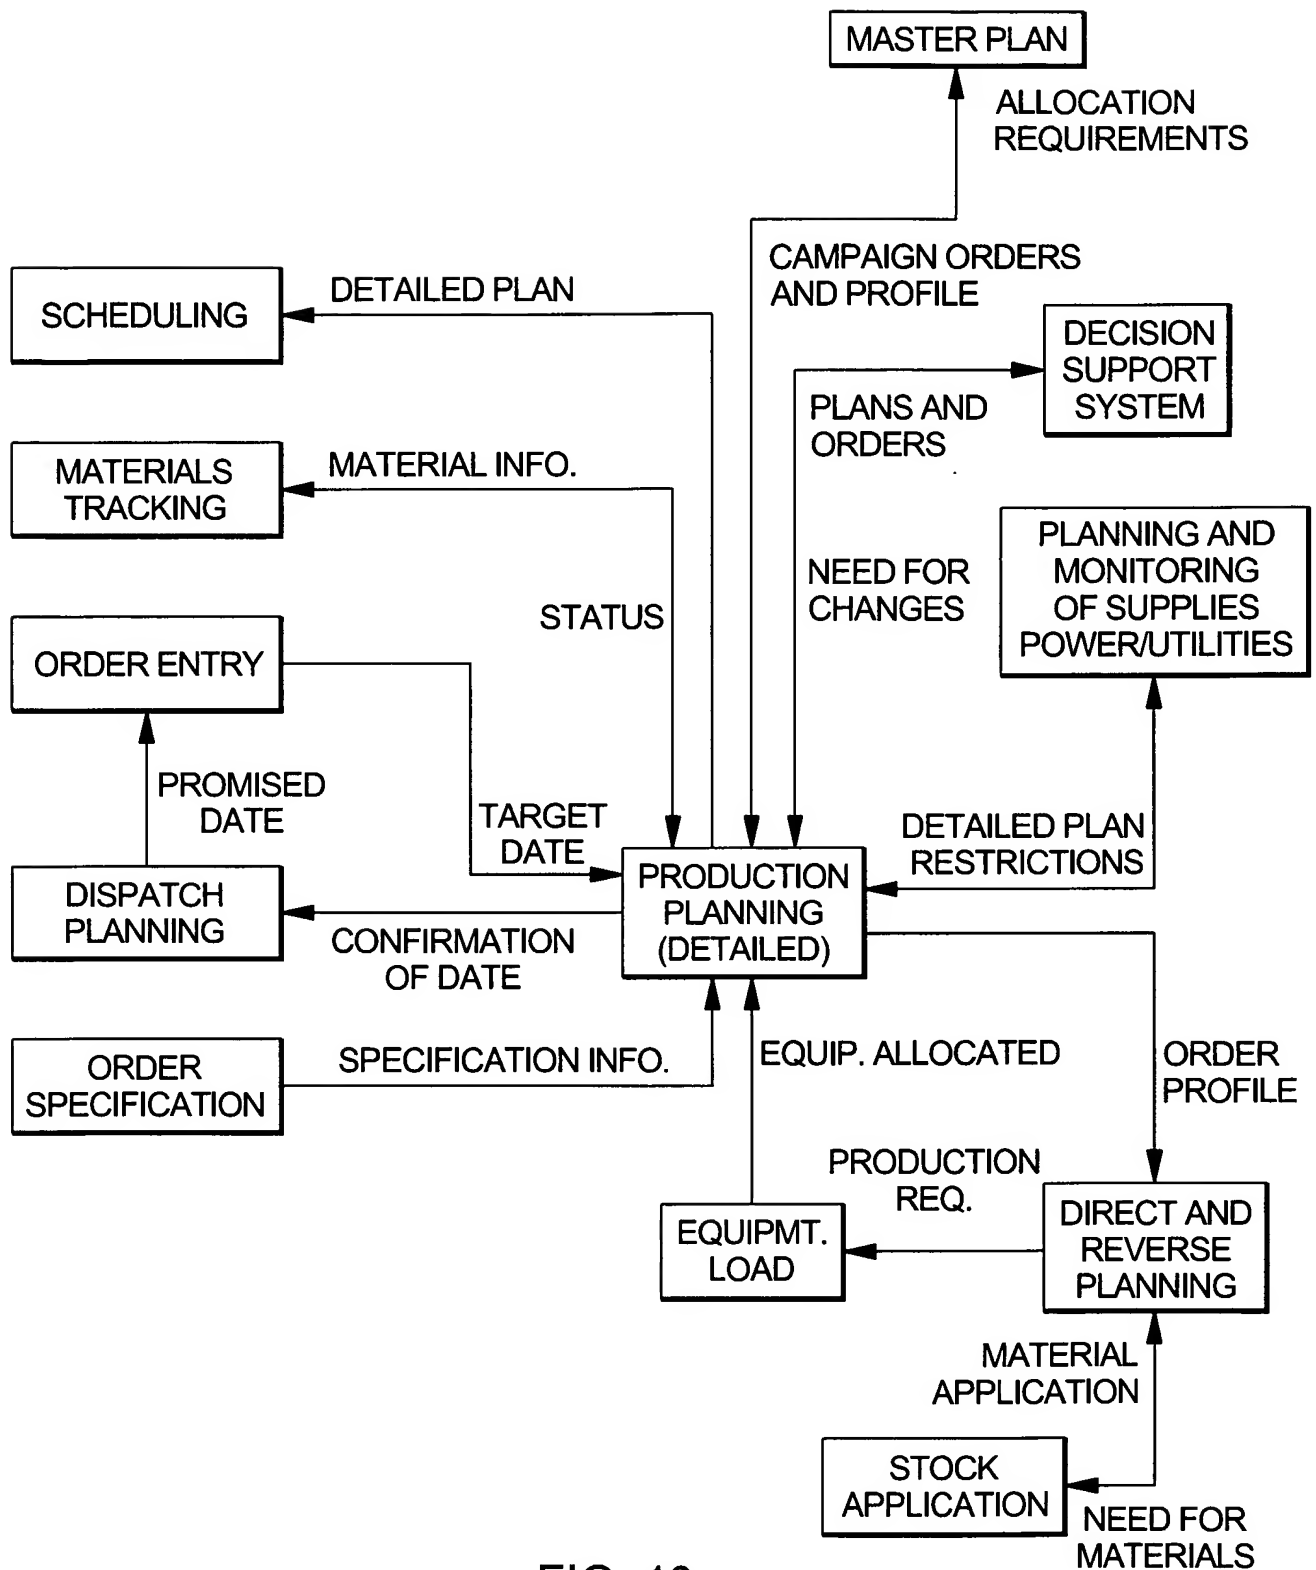 MASTER PLAN
ALLOCATION
REQUIREMENTS
CAMPAIGN ORDERS
AND PROFILE
SCHEDULING
DETAILED PLAN
DECISION
SUPPORT
SYSTEM
PLANS AND
ORDERS
MATERIALS
TRACKING
MATERIAL INFO.
PLANNING AND
MONITORING
OF SUPPLIES
POWER/UTILITIES
NEED FOR
CHANGES
STATUS
ORDER ENTRY
PROMISED
DATE
TARGET
DATE
DETAILED PLAN
RESTRICTIONS
DISPATCH
PLANNING
PRODUCTION
PLANNING
(DETAILED)
CONFIRMATION
OF DATE
ORDER
SPECIFICATION
SPECIFICATION INFO.
EQUIP. ALLOCATED
ORDER
PROFILE
PRODUCTION
REQ.
EQUIPMT.
LOAD
DIRECT AND
REVERSE
PLANNING
MATERIAL
APPLICATION
STOCK
APPLICATION
NEED FOR
MATERIALS